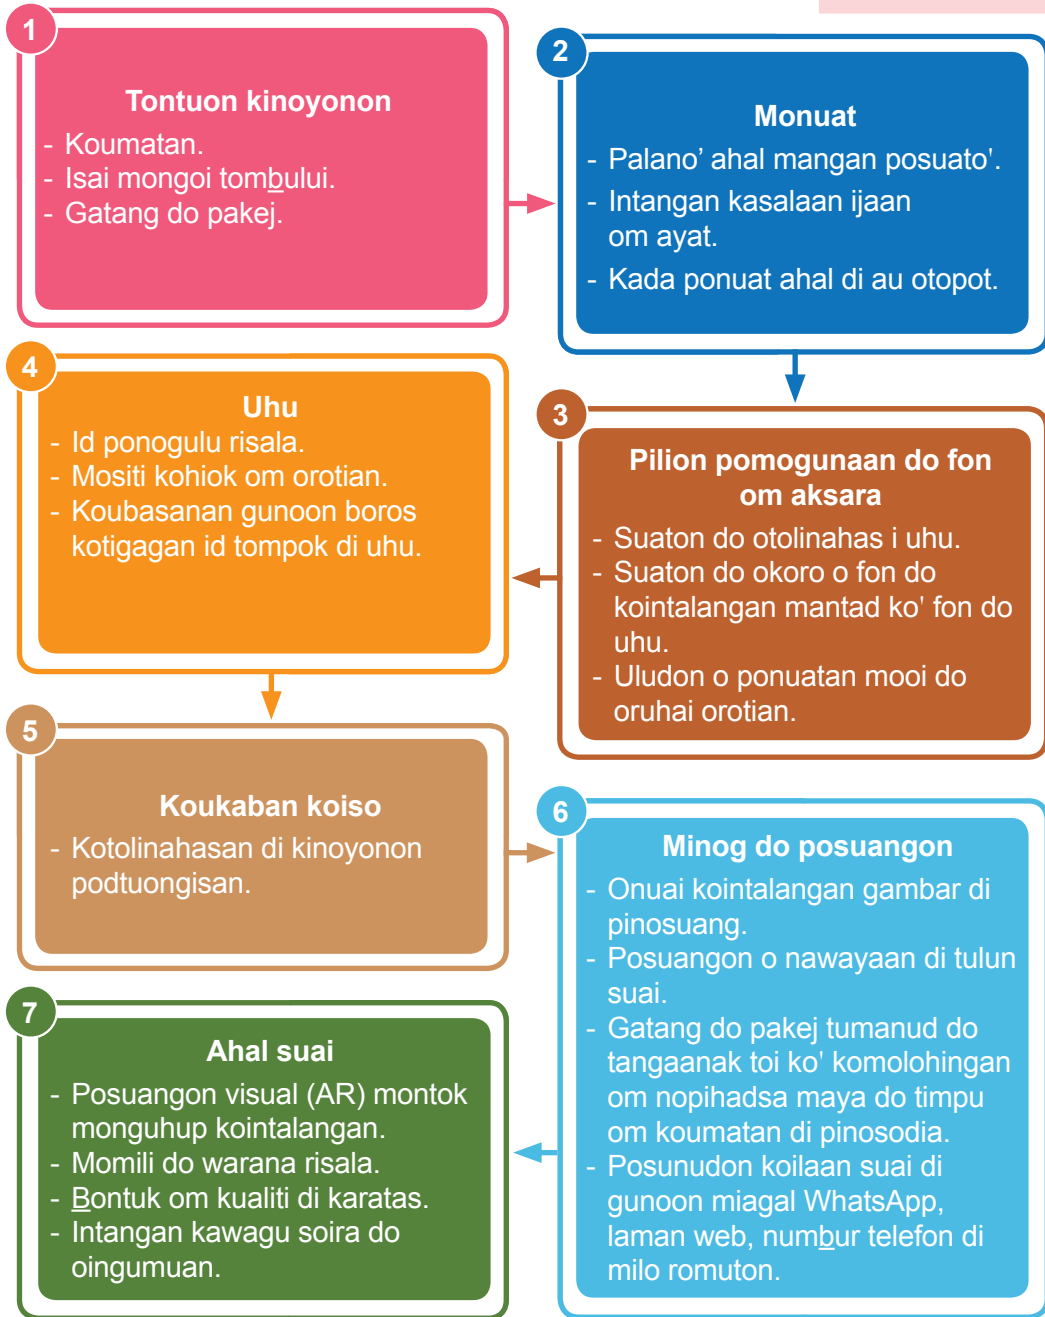 1
Tontuon kinoyonon
- Koumatan.
- Isai mongoi tombului.
- Gatang do pakej.
2
Monuat
- Palano’ ahal mangan posuato'.
- Intangan kasalaan ijaan
om ayat.
- Kada ponuat ahal di au otopot.
3
Pilion pomogunaan do fon
om aksara
- Suaton do otolinahas i uhu.
- Suaton do okoro o fon do
kointalangan mantad ko' fon do
uhu.
- Uludon o ponuatan mooi do
oruhai orotian.
4
Uhu
- Id ponogulu risala.
- Mositi kohiok om orotian.
- Koubasanan gunoon boros
kotigagan id tompok di uhu.
5
Koukaban koiso
- Kotolinahasan di kinoyonon
podtuongisan.
6
Minog do posuangon
- Onuai kointalangan gambar di
pinosuang.
- Posuangon o nawayaan di tulun
suai.
- Gatang do pakej tumanud do
tangaanak toi ko' komolohingan
om nopihadsa maya do timpu
om koumatan di pinosodia.
- Posunudon koilaan suai di
gunoon miagal WhatsApp,
laman web, numbur telefon di
milo romuton.
7
Ahal suai
- Posuangon visual (AR) montok
monguhup kointalangan.
- Momili do warana risala.
- Bontuk om kualiti di karatas.
- Intangan kawagu soira do
oingumuan.